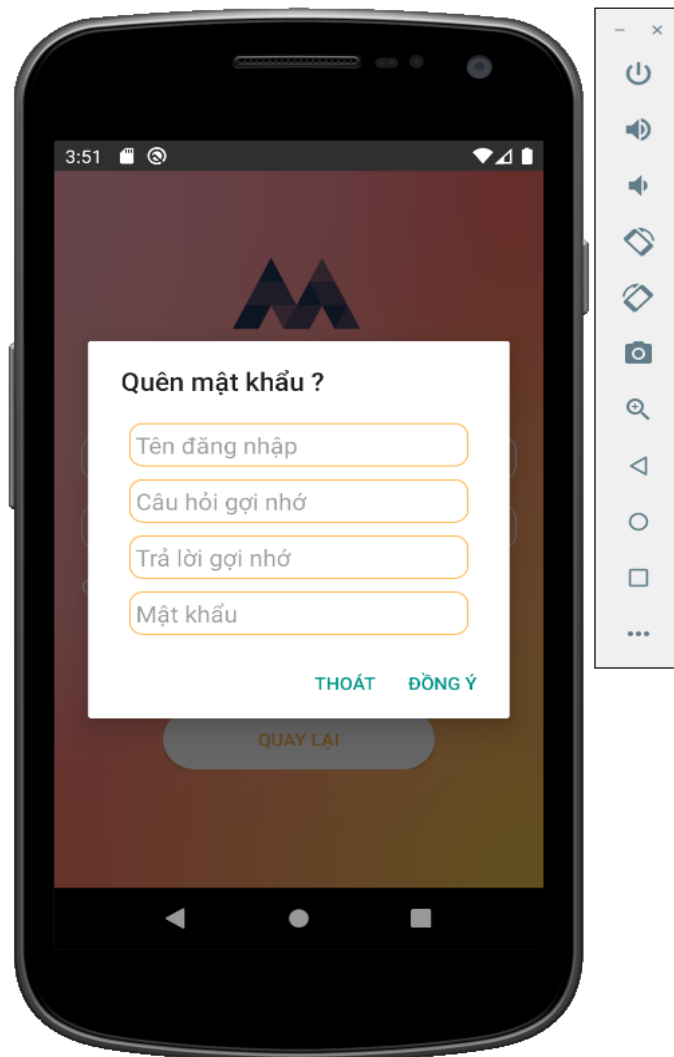 3:51
Quên mật khẩu ?
Tên đăng nhập
Câu hỏi gợi nhớ
Trả lời gợi nhớ
Mật khẩu
THOÁT ĐỒNG Ý
QUAY LẠI